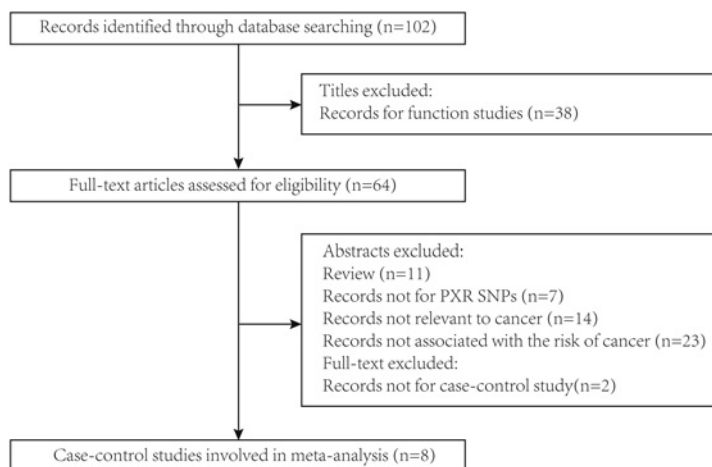 Records identified through database searching (n=102)
Titles excluded:
Records for function studies (n=38)
Full-text articles assessed for eligibility (n=64)
Abstracts excluded:
Review (n=11)
Records not for PXR SNPs (n=7)
Records not relevant to cancer (n=14)
Records not associated with the risk of cancer (n=23)
Full-text excluded:
Records not for case-control study(n=2)
Case-control studies involved in meta-analysis (n=8)